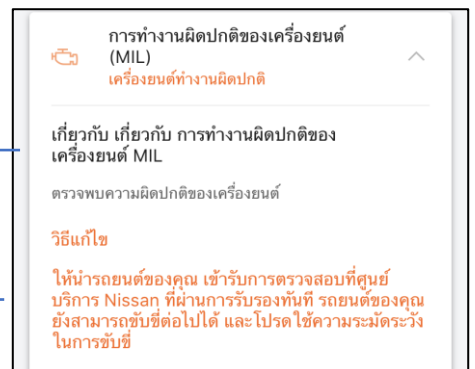 การทำงานผิดปกติของเครื่องยนต์
(MIL)
เครื่องยนต์ทำงานผิดปกติ
เกี่ยวกับ เกี่ยวกับ การทำงานผิดปกติของ
เครื่องยนต์ MIL
ตรวจพบความผิดปกติของเครื่องยนต์
วิธีแก้ไข
ให้นำรถยนต์ของคุณ เข้ารับการตรวจสอบที่ศูนย์
บริการ Nissan ที่ผ่านการรับรองทันที รถยนต์ของคุณ
ยังสามารถขับขี่ต่อไปได้ และโปรดใช้ความระมัดระวัง
ในการขับขี่